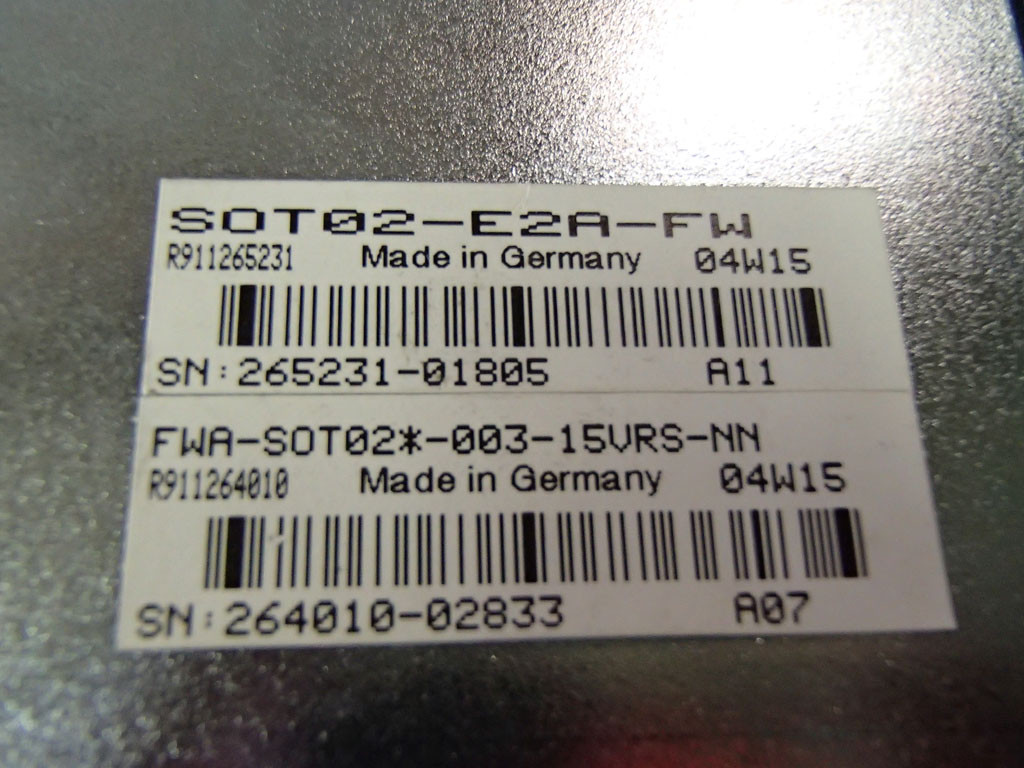 SOT02-E2A-FW
R911265231 Made in Germany 04W15
SN:265231-01805 A11
FWA-SOT02*-003-15VRS-NN
R911264010 Made in Germany 04W15
SN:264010-02833 A07